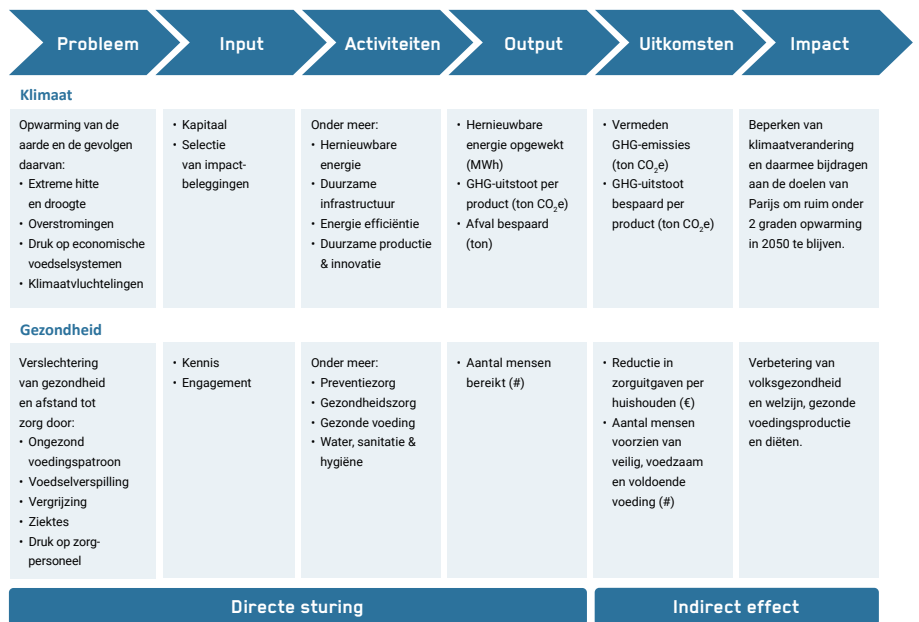 Probleem
Input
Activiteiten
Output
Uitkomsten
Impact
Klimaat
Opwarming van de
aarde en de gevolgen
daarvan:
• Extreme hitte
en droogte
• Overstromingen
• Druk op economische
voedselsystemen
• Klimaatvluchtelingen
• Kapitaal
• Selectie
van impact-
beleggingen
Onder meer:
• Hernieuwbare
energie
• Duurzame
infrastructuur
• Energie efficiëntie
• Duurzame productie
& innovatie
• Hernieuwbare
energie opgewekt
(MWh)
• GHG-uitstoot per
product (ton CO₂e)
• Afval bespaard
(ton)
• Vermeden
GHG-emissies
(ton CO₂e)
• GHG-uitstoot
bespaard per
product (ton CO₂e)
Beperken van
klimaatverandering
en daarmee bijdragen
aan de doelen van
Parijs om ruim onder
2 graden opwarming
in 2050 te blijven.
Gezondheid
Verslechtering
van gezondheid
en afstand tot
zorg door:
• Ongezond
voedingspatroon
• Voedselverspilling
• Vergrijzing
• Ziektes
• Druk op zorg-
personeel
• Kennis
• Engagement
Onder meer:
• Preventiezorg
• Gezondheidszorg
• Gezonde voeding
• Water, sanitatie &
hygiëne
• Aantal mensen
bereikt (#)
• Reductie in
zorguitgaven per
huishouden (€)
• Aantal mensen
voorzien van
veilig, voedzaam
en voldoende
voeding (#)
Verbetering van
volksgezondheid
en welzijn, gezonde
voedingsproductie
en diëten.
Directe sturing
Indirect effect